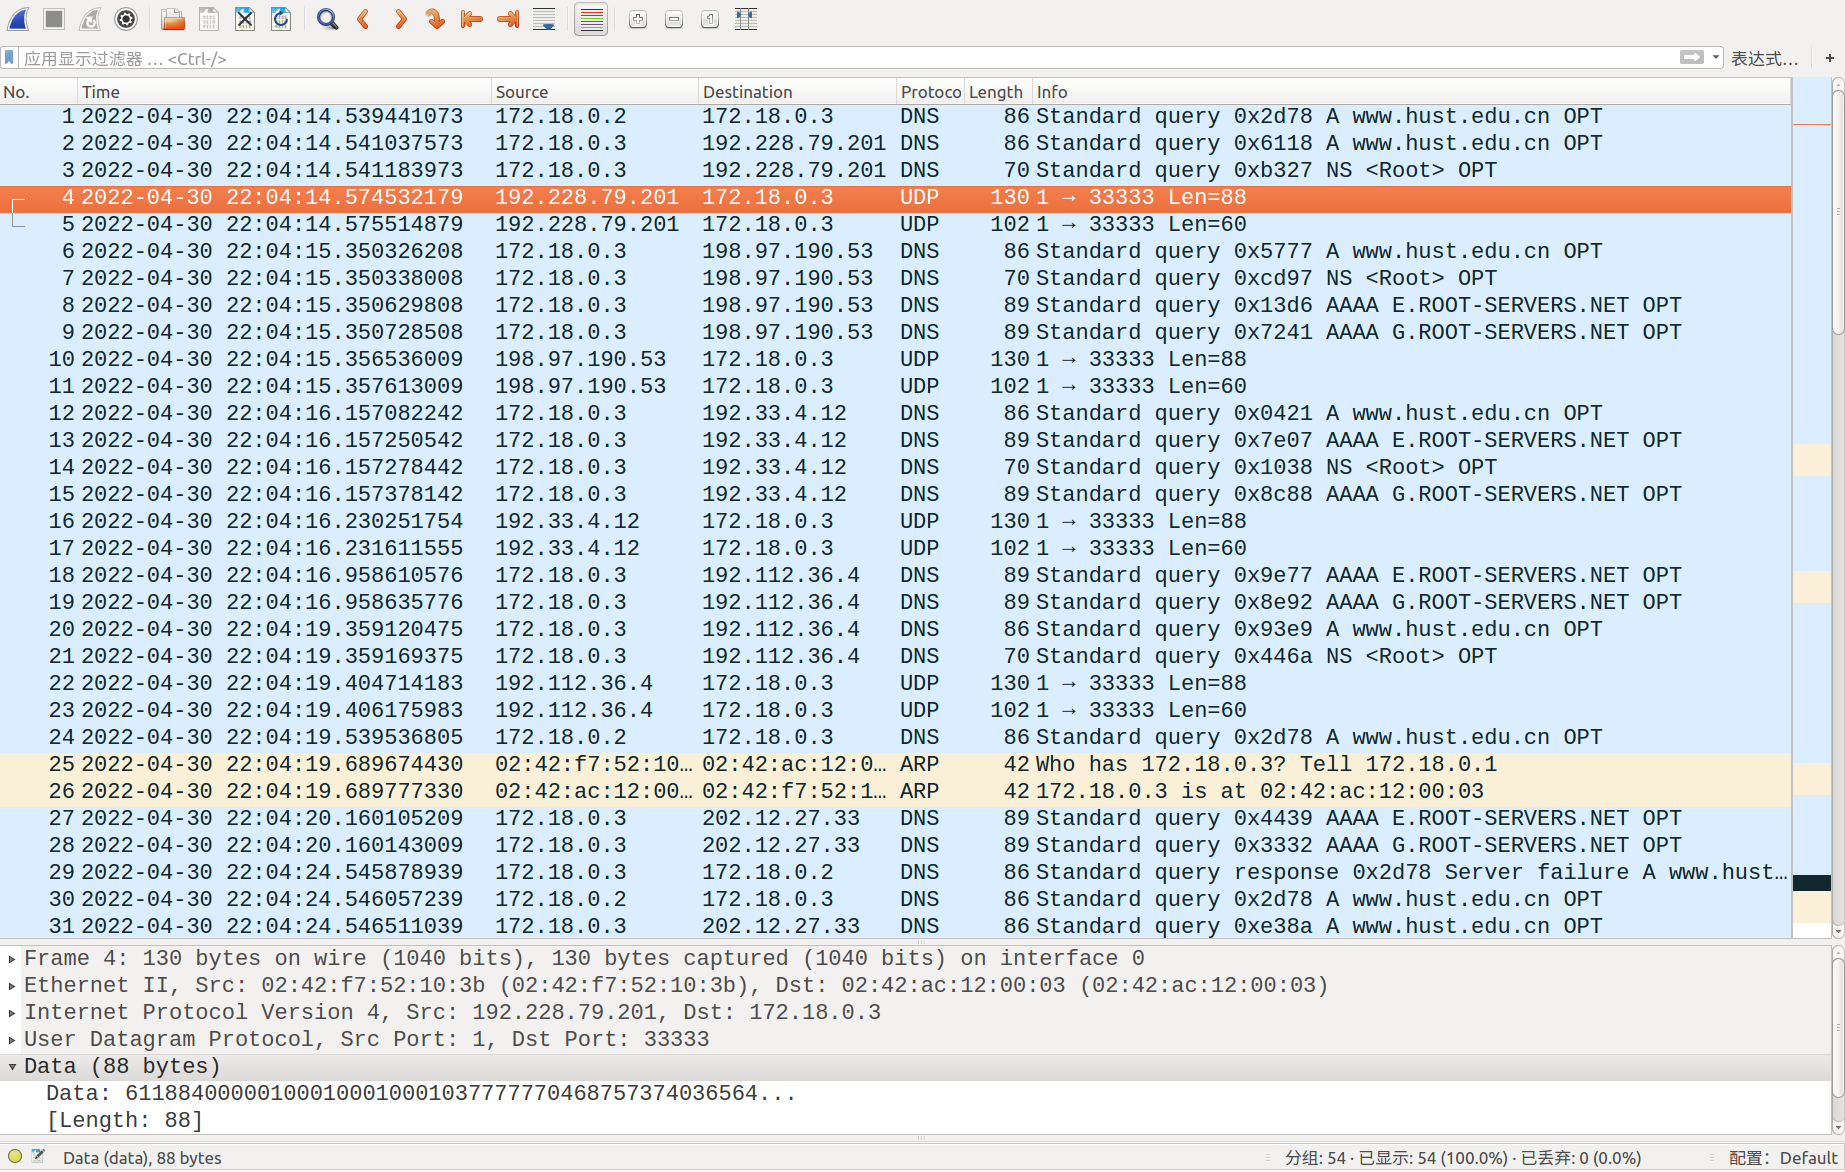 应用显示过滤器 … <Ctrl-/> 表达式… +
No. Time Source Destination Protoco Length Info
1 2022-04-30 22:04:14.539441073 172.18.0.2 172.18.0.3 DNS 86 Standard query 0x2d78 A www.hust.edu.cn OPT
2 2022-04-30 22:04:14.541037573 172.18.0.3 192.228.79.201 DNS 86 Standard query 0x6118 A www.hust.edu.cn OPT
3 2022-04-30 22:04:14.541183973 172.18.0.3 192.228.79.201 DNS 70 Standard query 0xb327 NS <Root> OPT
4 2022-04-30 22:04:14.574532179 192.228.79.201 172.18.0.3 UDP 130 1 → 33333 Len=88
5 2022-04-30 22:04:14.575514879 192.228.79.201 172.18.0.3 UDP 102 1 → 33333 Len=60
6 2022-04-30 22:04:15.350326208 172.18.0.3 198.97.190.53 DNS 86 Standard query 0x5777 A www.hust.edu.cn OPT
7 2022-04-30 22:04:15.350338008 172.18.0.3 198.97.190.53 DNS 70 Standard query 0xcd97 NS <Root> OPT
8 2022-04-30 22:04:15.350629808 172.18.0.3 198.97.190.53 DNS 89 Standard query 0x13d6 AAAA E.ROOT-SERVERS.NET OPT
9 2022-04-30 22:04:15.350728508 172.18.0.3 198.97.190.53 DNS 89 Standard query 0x7241 AAAA G.ROOT-SERVERS.NET OPT
10 2022-04-30 22:04:15.356536009 198.97.190.53 172.18.0.3 UDP 130 1 → 33333 Len=88
11 2022-04-30 22:04:15.357613009 198.97.190.53 172.18.0.3 UDP 102 1 → 33333 Len=60
12 2022-04-30 22:04:16.157082242 172.18.0.3 192.33.4.12 DNS 86 Standard query 0x0421 A www.hust.edu.cn OPT
13 2022-04-30 22:04:16.157250542 172.18.0.3 192.33.4.12 DNS 89 Standard query 0x7e07 AAAA E.ROOT-SERVERS.NET OPT
14 2022-04-30 22:04:16.157278442 172.18.0.3 192.33.4.12 DNS 70 Standard query 0x1038 NS <Root> OPT
15 2022-04-30 22:04:16.157378142 172.18.0.3 192.33.4.12 DNS 89 Standard query 0x8c88 AAAA G.ROOT-SERVERS.NET OPT
16 2022-04-30 22:04:16.230251754 192.33.4.12 172.18.0.3 UDP 130 1 → 33333 Len=88
17 2022-04-30 22:04:16.231611555 192.33.4.12 172.18.0.3 UDP 102 1 → 33333 Len=60
18 2022-04-30 22:04:16.958610576 172.18.0.3 192.112.36.4 DNS 89 Standard query 0x9e77 AAAA E.ROOT-SERVERS.NET OPT
19 2022-04-30 22:04:16.958635776 172.18.0.3 192.112.36.4 DNS 89 Standard query 0x8e92 AAAA G.ROOT-SERVERS.NET OPT
20 2022-04-30 22:04:19.359120475 172.18.0.3 192.112.36.4 DNS 86 Standard query 0x93e9 A www.hust.edu.cn OPT
21 2022-04-30 22:04:19.359169375 172.18.0.3 192.112.36.4 DNS 70 Standard query 0x446a NS <Root> OPT
22 2022-04-30 22:04:19.404714183 192.112.36.4 172.18.0.3 UDP 130 1 → 33333 Len=88
23 2022-04-30 22:04:19.406175983 192.112.36.4 172.18.0.3 UDP 102 1 → 33333 Len=60
24 2022-04-30 22:04:19.539536805 172.18.0.2 172.18.0.3 DNS 86 Standard query 0x2d78 A www.hust.edu.cn OPT
25 2022-04-30 22:04:19.689674430 02:42:f7:52:10… 02:42:ac:12:0… ARP 42 Who has 172.18.0.3? Tell 172.18.0.1
26 2022-04-30 22:04:19.689777330 02:42:ac:12:00… 02:42:f7:52:1… ARP 42 172.18.0.3 is at 02:42:ac:12:00:03
27 2022-04-30 22:04:20.160105209 172.18.0.3 202.12.27.33 DNS 89 Standard query 0x4439 AAAA E.ROOT-SERVERS.NET OPT
28 2022-04-30 22:04:20.160143009 172.18.0.3 202.12.27.33 DNS 89 Standard query 0x3332 AAAA G.ROOT-SERVERS.NET OPT
29 2022-04-30 22:04:24.545878939 172.18.0.3 172.18.0.2 DNS 86 Standard query response 0x2d78 Server failure A www.hust…
30 2022-04-30 22:04:24.546057239 172.18.0.2 172.18.0.3 DNS 86 Standard query 0x2d78 A www.hust.edu.cn OPT
31 2022-04-30 22:04:24.546511039 172.18.0.3 202.12.27.33 DNS 86 Standard query 0xe38a A www.hust.edu.cn OPT
Frame 4: 130 bytes on wire (1040 bits), 130 bytes captured (1040 bits) on interface 0
Ethernet II, Src: 02:42:f7:52:10:3b (02:42:f7:52:10:3b), Dst: 02:42:ac:12:00:03 (02:42:ac:12:00:03)
Internet Protocol Version 4, Src: 192.228.79.201, Dst: 172.18.0.3
User Datagram Protocol, Src Port: 1, Dst Port: 33333
Data (88 bytes)
Data: 611884000001000100010001037777770468757374036564...
[Length: 88]
Data (data), 88 bytes 分组: 54 · 已显示: 54 (100.0%) · 已丢弃: 0 (0.0%) 配置: Default